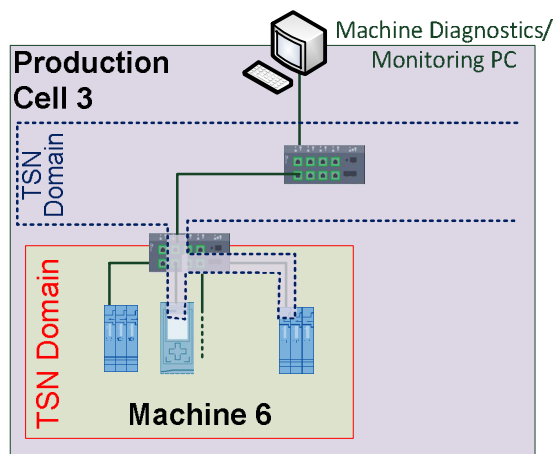 Machine Diagnostics/
Monitoring PC
Production
Cell 3
TSN
Domain
TSN Domain
Machine 6